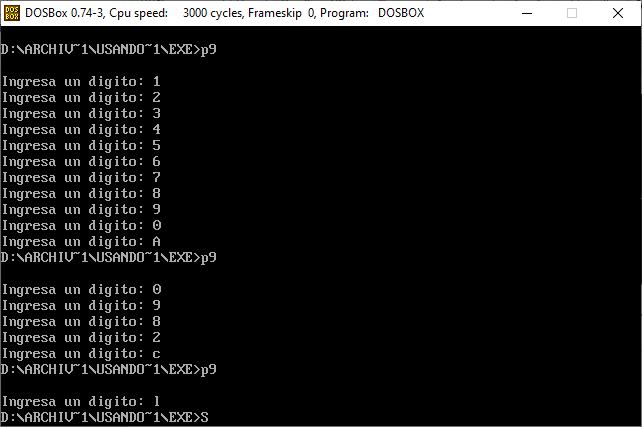 DOS
BOX
DOSBox 0.74-3, Cpu speed:    3000 cycles, Frameskip  0, Program:   DOSBOX
D:\ARCHIV~1\USANDO~1\EXE>p9
Ingresa un digito: 1
Ingresa un digito: 2
Ingresa un digito: 3
Ingresa un digito: 4
Ingresa un digito: 5
Ingresa un digito: 6
Ingresa un digito: 7
Ingresa un digito: 8
Ingresa un digito: 9
Ingresa un digito: 0
Ingresa un digito: A
D:\ARCHIV~1\USANDO~1\EXE>p9
Ingresa un digito: 0
Ingresa un digito: 9
Ingresa un digito: 8
Ingresa un digito: 2
Ingresa un digito: c
D:\ARCHIV~1\USANDO~1\EXE>p9
Ingresa un digito: l
D:\ARCHIV~1\USANDO~1\EXE>S